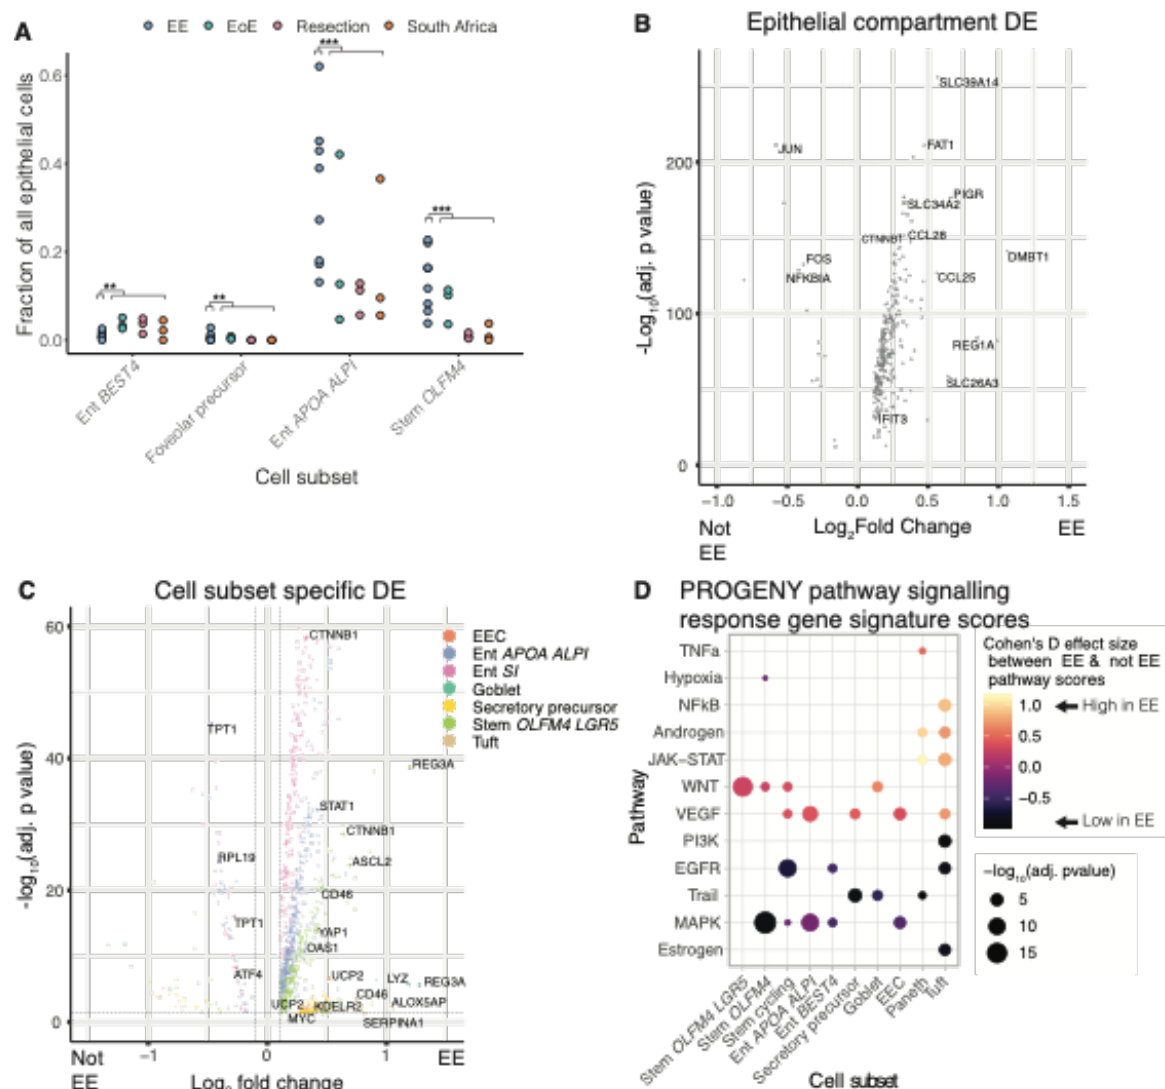 A
EE EoE Resection South Africa
***
0.6
0.4
***
0.2
**
**
0.0
Fraction of all epithelial cells
Ent BEST4
Foveolar precursor
Ent APOA ALPI
Stem OLFM4
Cell subset
B Epithelial compartment DE
SLC39A14
JUN
FAT1
200
PIGR
SLC34A2
CTNNB1
CCL28
FOS
DMBT1
NFKBIA
CCL25
100
REG1A
SLC26A3
IFIT3
0
-Log10(adj. p value)
−1.0 −0.5 0.0 0.5 1.0 1.5
Not EE
Log2Fold Change
EE
C Cell subset specific DE
60
CTNNB1
EEC
Ent APOA ALPI
Ent SI
Goblet
Secretory precursor
Stem OLFM4 LGR5
Tuft
TPT1
40
REG3A
STAT1
CTNNB1
RPL19
ASCL2
20
CD46
TPT1
YAP1
OAS1
ATF4
UCP2
LYZ
REG3A
CD46
UCP2
KDELR2
ALOX5AP
MYC
SERPINA1
0
-log10(adj. p value)
Not EE
−1 0 1
EE
Log2 fold change
D PROGENY pathway signalling
response gene signature scores
TNFa
Hypoxia
NFkB
Androgen
JAK−STAT
WNT
VEGF
PI3K
EGFR
Trail
MAPK
Estrogen
Pathway
Stem OLFM4 LGR5
Stem OLFM4
Stem cycling
Ent APOA ALPI
Ent BEST4
Secretory precursor
Goblet
EEC
Paneth
Tuft
Cell subset
Cohen's D effect size
between EE & not EE
pathway scores
1.0 High in EE
0.5
0.0
−0.5
Low in EE
−log10(adj. pvalue)
5
10
15